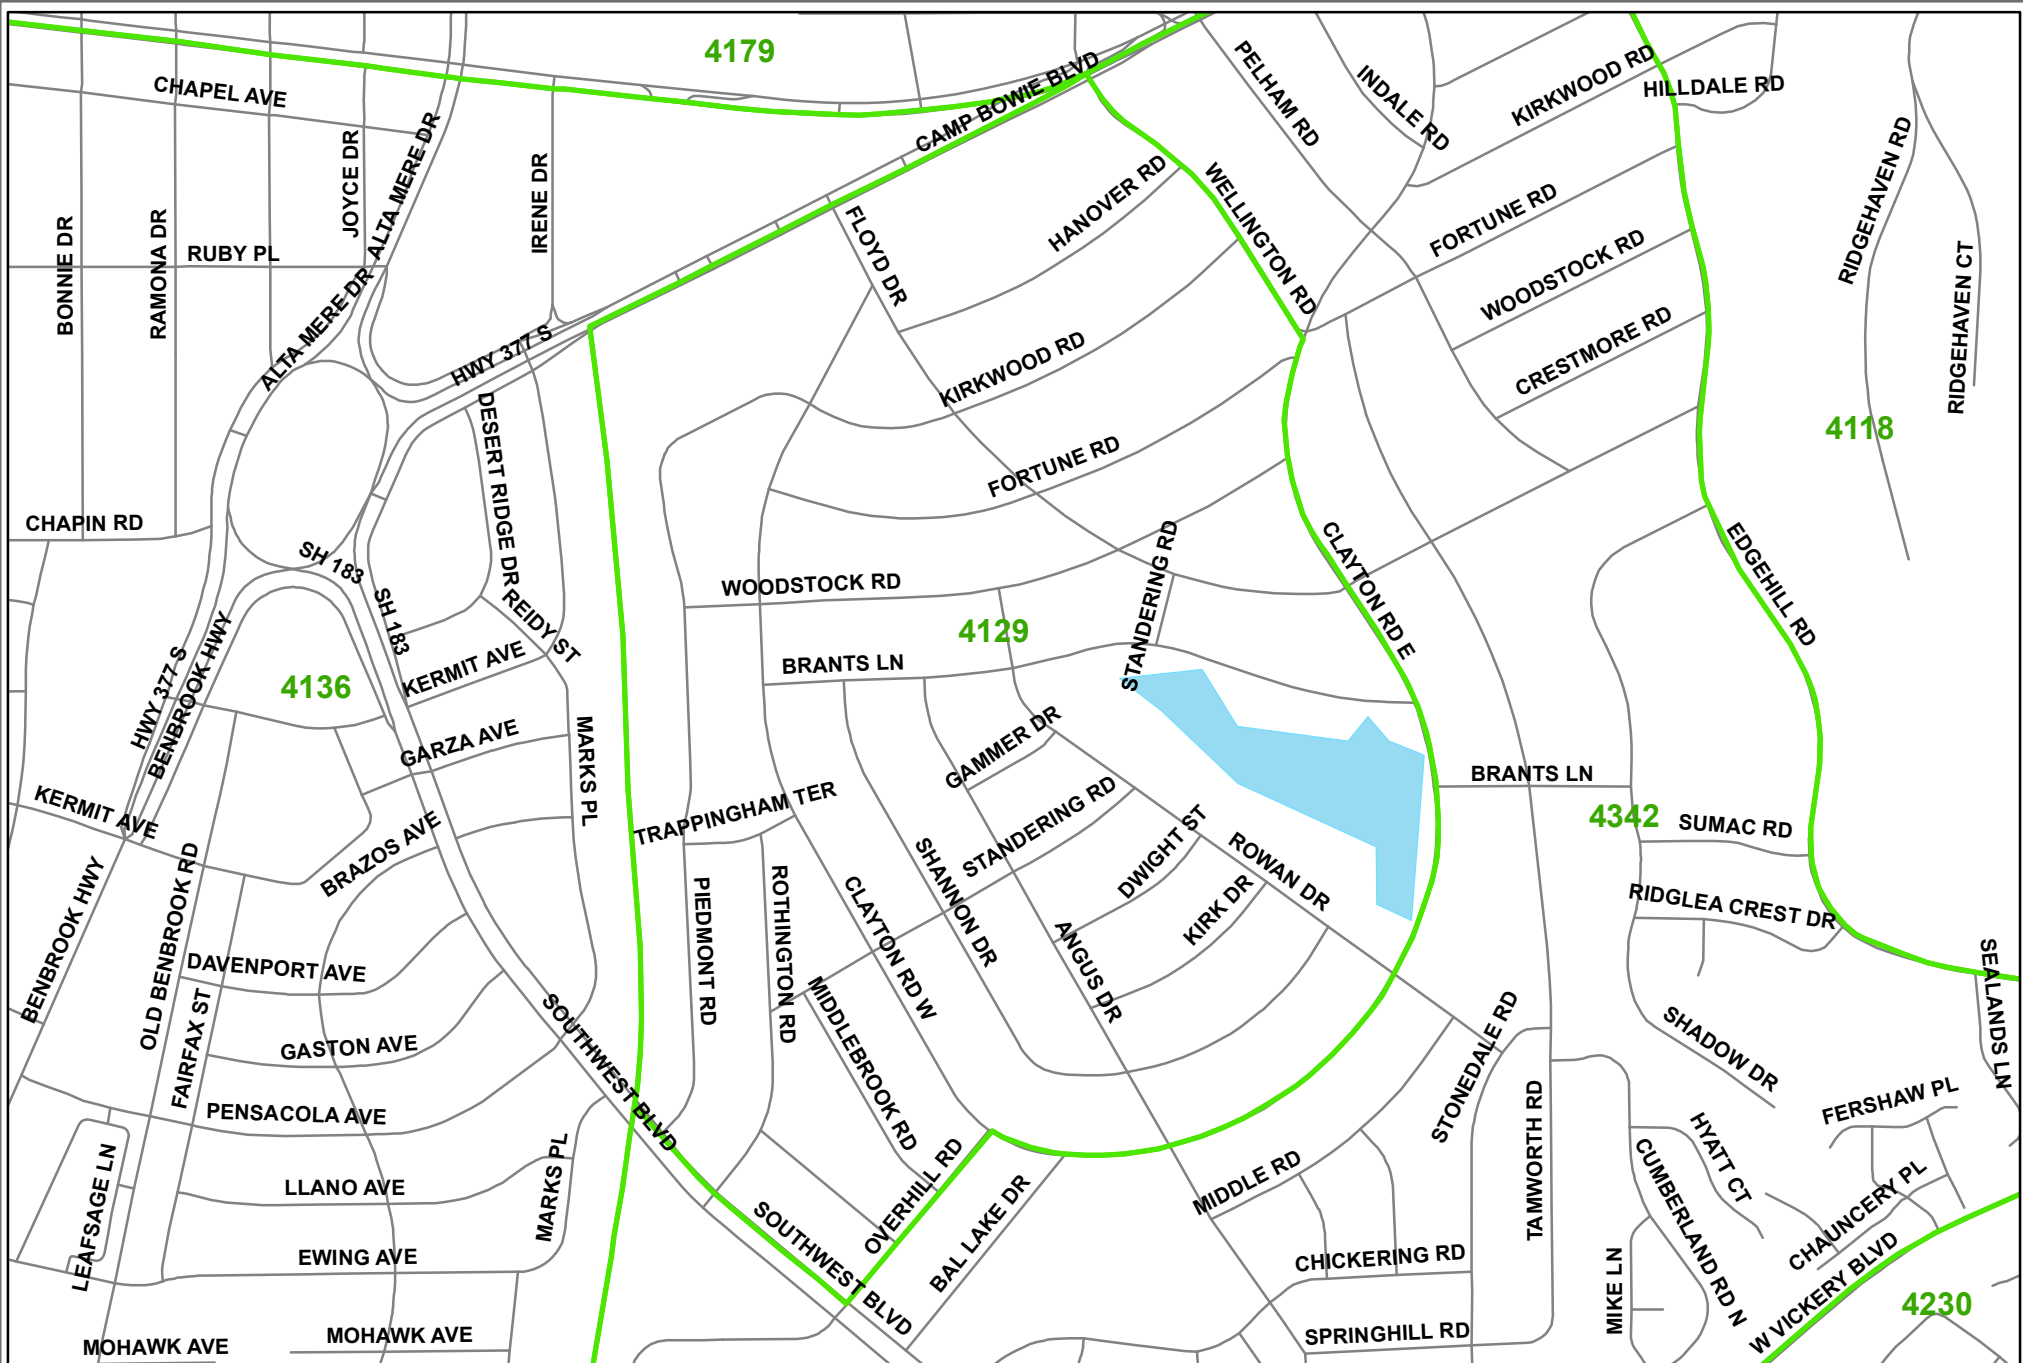 4179
CHAPEL AVE
CAMP BOWIE BLVD
PELHAM RD
INDALE RD
KIRKWOOD RD
HILLDALE RD
JOYCE DR
ALTA MERE DR
ALTA MERE DR
IRENE DR
BONNIE DR
RAMONA DR
RUBY PL
FLOYD DR
HANOVER RD
WELLINGTON RD
FORTUNE RD
WOODSTOCK RD
CRESTMORE RD
RIDGEHAVEN RD
RIDGEHAVEN CT
HWY 377 S
KIRKWOOD RD
DESERT RIDGE DR
FORTUNE RD
4118
CHAPIN RD
SH 183
SH 183
REIDY ST
WOODSTOCK RD
STANDERING RD
CLAYTON RD E
EDGEHILL RD
4129
BRANTS LN
HWY 377 S
BENBROOK HWY
4136
KERMIT AVE
GARZA AVE
MARKS PL
GAMMER DR
BRANTS LN
4342
SUMAC RD
KERMIT AVE
BRAZOS AVE
TRAPPINGHAM TER
STANDERING RD
DWIGHT ST
ROWAN DR
KIRK DR
RIDGLEA CREST DR
BENBROOK HWY
OLD BENBROOK RD
DAVENPORT AVE
FAIRFAX ST
PIEDMONT RD
ROTHINGTON RD
CLAYTON RD W
SHANNON DR
ANGUS DR
SEALANDS LN
GASTON AVE
SOUTHWEST BLVD
MIDDLEBROOK RD
STONEDALE RD
SHADOW DR
PENSACOLA AVE
TAMWORTH RD
FERSHAW PL
HYATT CT
LEAFSAGE LN
LLANO AVE
MARKS PL
OVERHILL RD
MIDDLE RD
CUMBERLAND RD N
CHAUNCERY PL
EWING AVE
SOUTHWEST BLVD
BAL LAKE DR
CHICKERING RD
MIKE LN
W VICKERY BLVD
4230
MOHAWK AVE
MOHAWK AVE
SPRINGHILL RD